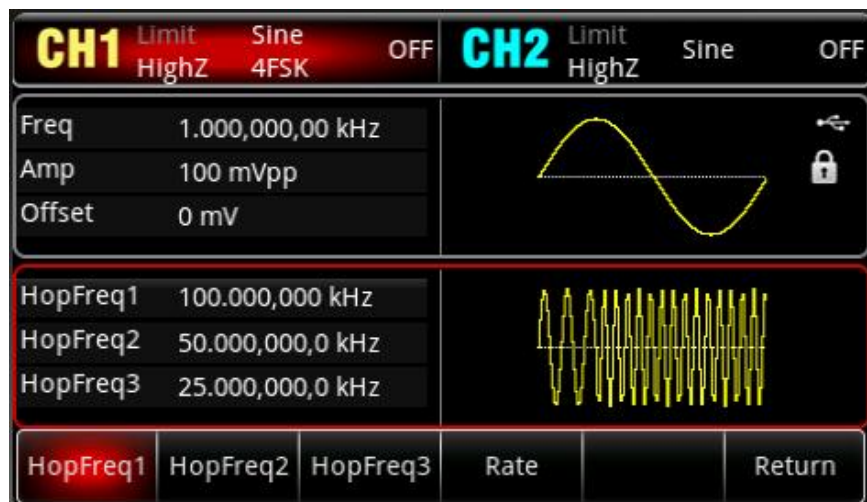 CH1 Limit Sine OFF CH2 Limit Sine OFF
HighZ 4FSK HighZ
Freq 1.000,000,00 kHz
Amp 100 mVpp
Offset 0 mV
HopFreq1 100.000,000 kHz
HopFreq2 50.000,000,0 kHz
HopFreq3 25.000,000,0 kHz
HopFreq1 HopFreq2 HopFreq3 Rate Return